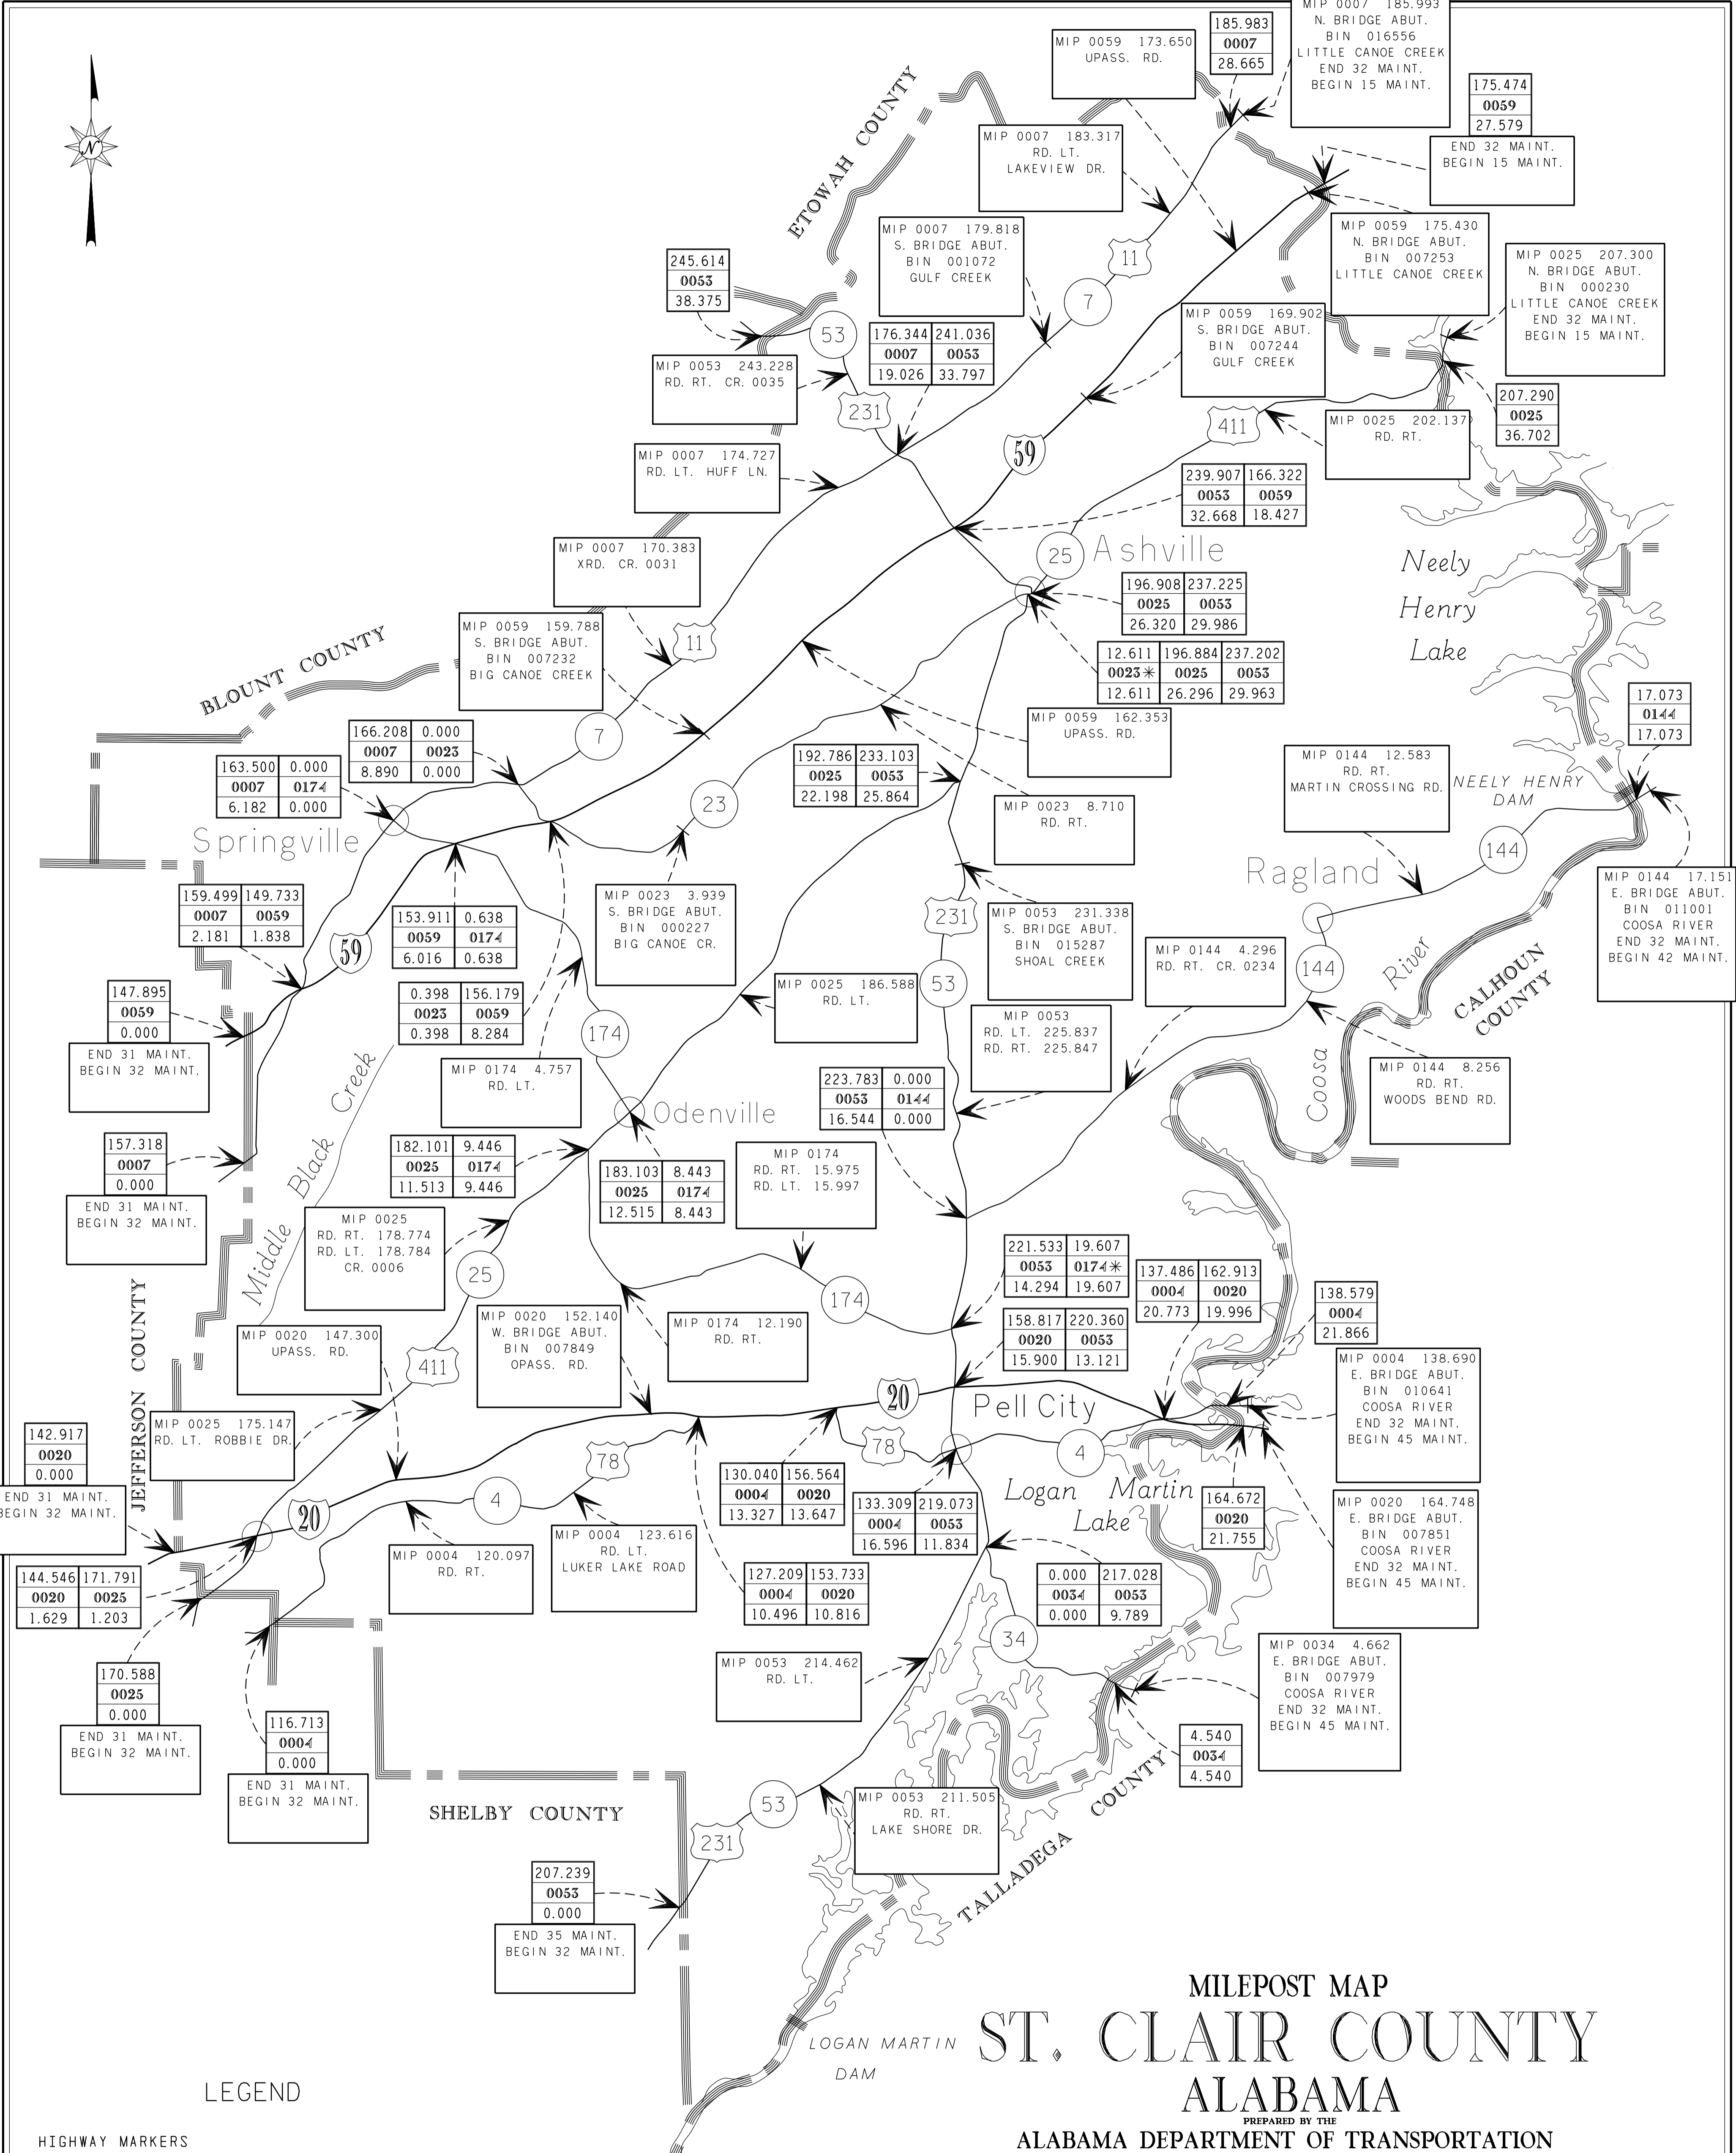 MIP 0007 185.993
N. BRIDGE ABUT.
BIN 016556
LITTLE CANOE CREEK
END 32 MAINT.
BEGIN 15 MAINT.
185.983
0007
28.665
MIP 0059 173.650
UPASS. RD.
175.474
0059
27.579
END 32 MAINT.
BEGIN 15 MAINT.
N
ETOWAH COUNTY
MIP 0007 183.317
RD. LT.
LAKEVIEW DR.
MIP 0007 179.818
S. BRIDGE ABUT.
BIN 001072
GULF CREEK
11
7
MIP 0059 175.430
N. BRIDGE ABUT.
BIN 007253
LITTLE CANOE CREEK
MIP 0025 207.300
N. BRIDGE ABUT.
BIN 000230
LITTLE CANOE CREEK
END 32 MAINT.
BEGIN 15 MAINT.
245.614
0053
38.375
53
176.344 241.036
0007 0053
19.026 33.797
MIP 0059 169.902
S. BRIDGE ABUT.
BIN 007244
GULF CREEK
MIP 0053 243.228
RD. RT. CR. 0035
231
411
207.290
0025
36.702
MIP 0025 202.137
RD. RT.
MIP 0007 174.727
RD. LT. HUFF LN.
59
239.907 166.322
0053 0059
32.668 18.427
25
Ashville
Neely
Henry
Lake
MIP 0007 170.383
XRD. CR. 0031
196.908 237.225
0025 0053
26.320 29.986
MIP 0059 159.788
S. BRIDGE ABUT.
BIN 007232
BIG CANOE CREEK
11
12.611 196.884 237.202
0023* 0025 0053
12.611 26.296 29.963
BLOUNT COUNTY
MIP 0059 162.353
UPASS. RD.
17.073
0144
17.073
166.208 0.000
0007 0023
8.890 0.000
7
163.500 0.000
0007 0174
6.182 0.000
192.786 233.103
0025 0053
22.198 25.864
MIP 0144 12.583
RD. RT.
MARTIN CROSSING RD.
NEELY HENRY
DAM
23
MIP 0023 8.710
RD. RT.
Springville
144
Ragland
159.499 149.733
0007 0059
2.181 1.838
59
153.911 0.638
0059 0174
6.016 0.638
MIP 0023 3.939
S. BRIDGE ABUT.
BIN 000227
BIG CANOE CR.
231
MIP 0053 231.338
S. BRIDGE ABUT.
BIN 015287
SHOAL CREEK
MIP 0144 17.151
E. BRIDGE ABUT.
BIN 011001
COOSA RIVER
END 32 MAINT.
BEGIN 42 MAINT.
MIP 0144 4.296
RD. RT. CR. 0234
144
River
CALHOUN
COUNTY
147.895
0059
0.000
END 31 MAINT.
BEGIN 32 MAINT.
0.398 156.179
0023 0059
0.398 8.284
MIP 0025 186.588
RD. LT.
53
MIP 0053
RD. LT. 225.837
RD. RT. 225.847
174
MIP 0174 4.757
RD. LT.
Middle Black Creek
223.783 0.000
0053 0144
16.544 0.000
Coosa
MIP 0144 8.256
RD. RT.
WOODS BEND RD.
Odenville
157.318
0007
0.000
END 31 MAINT.
BEGIN 32 MAINT.
182.101 9.446
0025 0174
11.513 9.446
183.103 8.443
0025 0174
12.515 8.443
MIP 0174
RD. RT. 15.975
RD. LT. 15.997
MIP 0025
RD. RT. 178.774
RD. LT. 178.784
CR. 0006
25
221.533 19.607
0053 0174*
14.294 19.607
137.486 162.913
0004 0020
20.773 19.996
138.579
0004
21.866
JEFFERSON COUNTY
174
MIP 0020 152.140
W. BRIDGE ABUT.
BIN 007849
OPASS. RD.
MIP 0174 12.190
RD. RT.
158.817 220.360
0020 0053
15.900 13.121
MIP 0020 147.300
UPASS. RD.
411
MIP 0004 138.690
E. BRIDGE ABUT.
BIN 010641
COOSA RIVER
END 32 MAINT.
BEGIN 45 MAINT.
20
Pell City
MIP 0025 175.147
RD. LT. ROBBIE DR.
142.917
0020
0.000
END 31 MAINT.
BEGIN 32 MAINT.
78
78
4
130.040 156.564
0004 0020
13.327 13.647
Logan Martin
Lake
164.672
0020
21.755
MIP 0020 164.748
E. BRIDGE ABUT.
BIN 007851
COOSA RIVER
END 32 MAINT.
BEGIN 45 MAINT.
4
20
133.309 219.073
0004 0053
16.596 11.834
MIP 0004 123.616
RD. LT.
LUKER LAKE ROAD
MIP 0004 120.097
RD. RT.
144.546 171.791
0020 0025
1.629 1.203
127.209 153.733
0004 0020
10.496 10.816
0.000 217.028
0034 0053
0.000 9.789
34
MIP 0034 4.662
E. BRIDGE ABUT.
BIN 007979
COOSA RIVER
END 32 MAINT.
BEGIN 45 MAINT.
MIP 0053 214.462
RD. LT.
170.588
0025
0.000
END 31 MAINT.
BEGIN 32 MAINT.
116.713
0004
0.000
END 31 MAINT.
BEGIN 32 MAINT.
4.540
0034
4.540
SHELBY COUNTY
53
231
MIP 0053 211.505
RD. RT.
LAKE SHORE DR.
TALLADEGA COUNTY
207.239
0053
0.000
END 35 MAINT.
BEGIN 32 MAINT.
LOGAN MARTIN
DAM
MILEPOST MAP
ST. CLAIR COUNTY
ALABAMA
PREPARED BY THE
ALABAMA DEPARTMENT OF TRANSPORTATION
LEGEND
HIGHWAY MARKERS